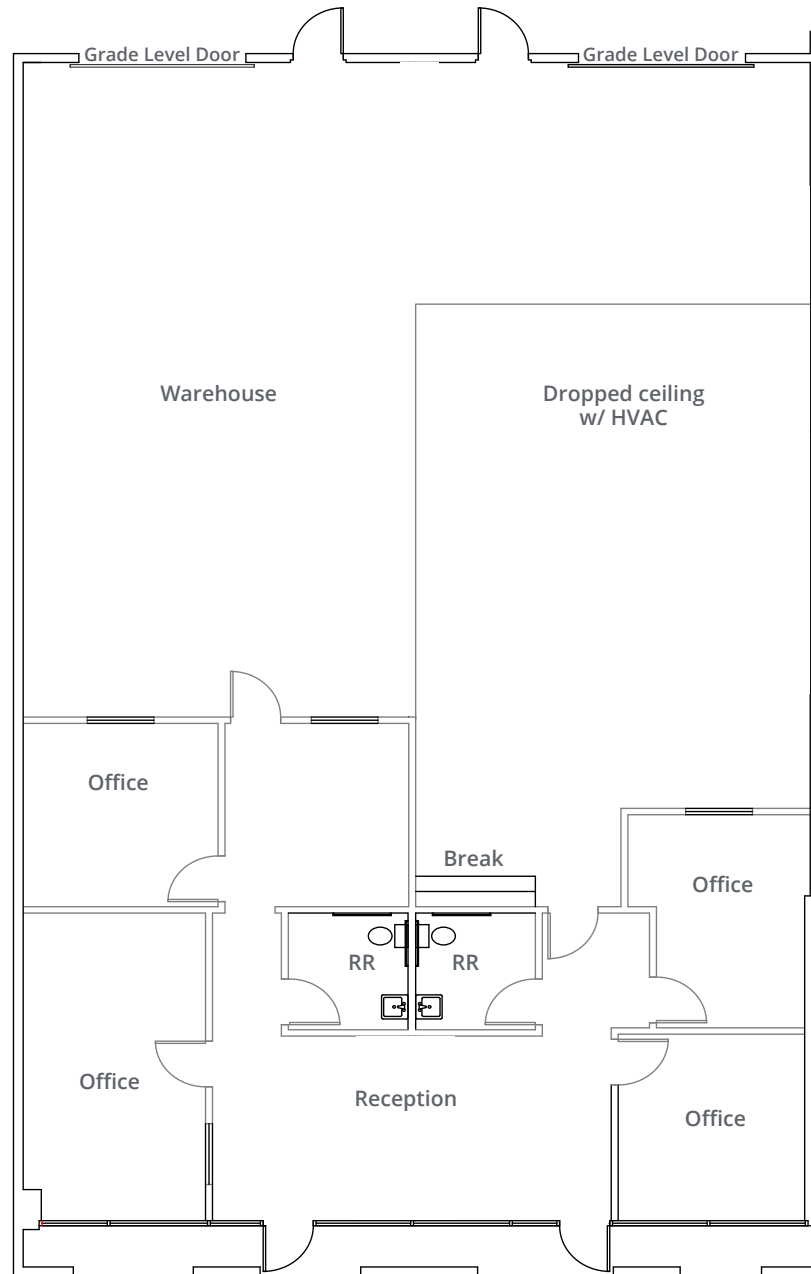 Grade Level Door
Grade Level Door
Warehouse
Dropped ceiling
w/ HVAC
Office
Break
Office
RR
RR
Office
Reception
Office